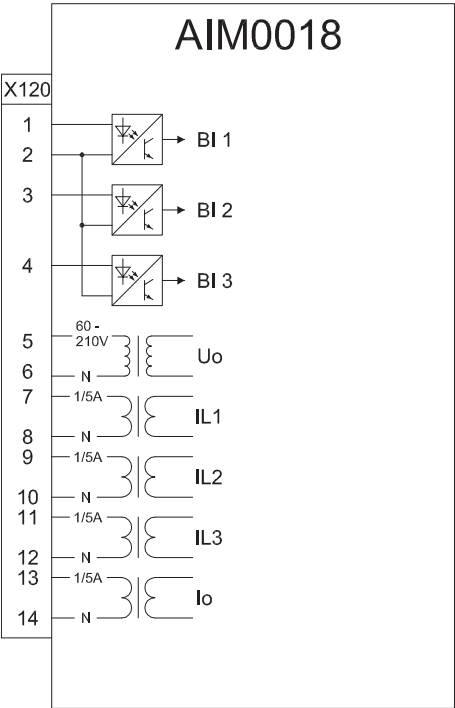 AIM0018
X120
1
2 BI 1
3 BI 2
4 BI 3
60 -
5 210V
Uo
6 N
7 1/5A
IL1
8 N
9 1/5A
IL2
10 N
11 1/5A
IL3
12 N
13 1/5A
Io
14 N